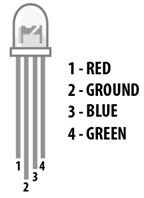 1 - RED
2 - GROUND
3 - BLUE
4 - GREEN
1
2
3
4